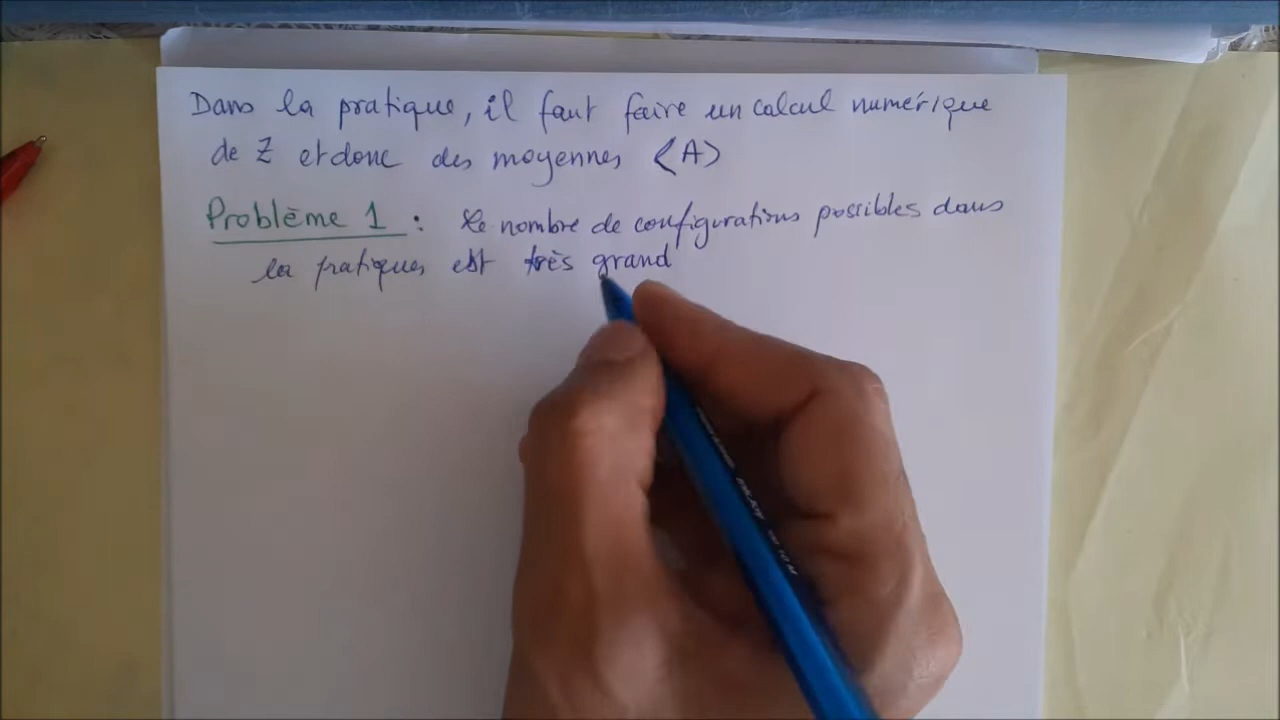 Dans la pratique, il faut faire un calcul numérique
de Z et donc des moyennes <A>
Problème 1 : Le nombre de configurations possibles dans
la pratiques est très grand